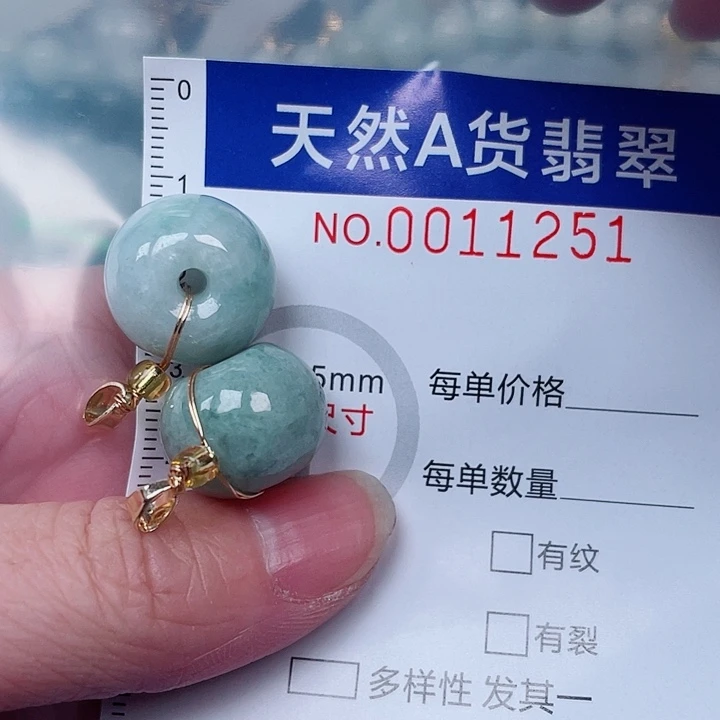 0
天然A货翡翠
1
NO.0011251
3
5mm
每单价格
尺寸
每单数量
有纹
有裂
多样性 发其一